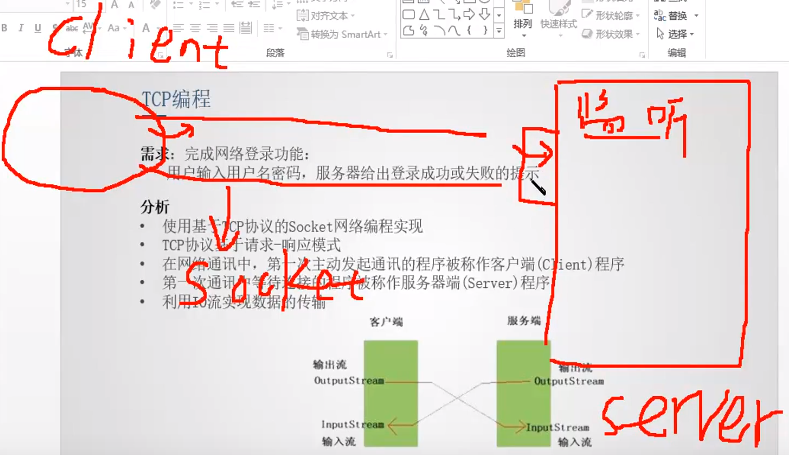 15
A A
对齐文本
转换为 SmartArt
B I U S abc AV Aa A
字体
段落
排列
快速样式
绘图
形状轮廓
形状效果
替换
选择
编辑
client
TCP编程
监听
需求：完成网络登录功能：
用户输入用户名密码，服务器给出登录成功或失败的提示
分析
• 使用基于TCP协议的Socket网络编程实现
• TCP协议基于请求-响应模式
• 在网络通讯中，第一次主动发起通讯的程序被称作客户端(Client)程序
• 第一次通讯中等待连接的程序被称作服务器端(Server)程序
• 利用IO流实现数据的传输
Socket
客户端
服务端
输出流
OutputStream
输出流
OutputStream
InputStream
输入流
InputStream
输入流
server